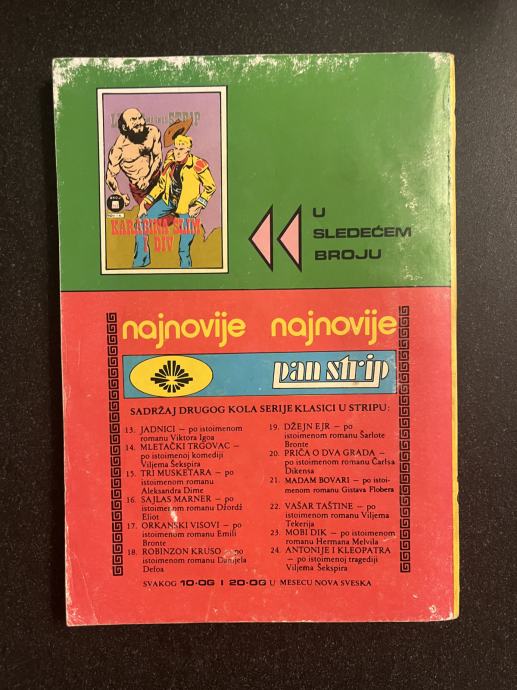 KARABINA SLIM
I DIV
U
SLEDEĆEM
BROJU
najnovije najnovije
pan strip
SADRŽAJ DRUGOG KOLA SERIJE KLASICI U STRIPU:
13. JADNICI — po istoimenom
romanu Viktora Igoa
14. MLETAČKI TRGOVAC —
po istoimenoj komediji
Viljema Šekspira
15. TRI MUSKETARA — po
istoimenom romanu
Aleksandra Dime
16. SAJLAS MARNER — po
istoimenom romanu Džordž
Eliot
17. ORKANSKI VISOVI — po
istoimenom romanu Emili
Bronte
18. ROBINZON KRUSO — po
istoimenom romanu Danijela
Defoa
19. DŽEJN EJR — po
istoimenom romanu Šarlote
Bronte
20. PRIČA O DVA GRADA —
po istoimenom romanu Čarlsa
Dikensa
21. MADAM BOVARI — po istoi-
menom romanu Gistava Flobera
22. VAŠAR TAŠTINE — po
istoimenom romanu Viljema
Tekerija
23. MOBI DIK — po istoimenom
romanu Hermana Melvila
24. ANTONIJE I KLEOPATRA
— po istoimenoj tragediji
Viljema Šekspira
SVAKOG 10-OG I 20-OG U MESECU NOVA SVESKA